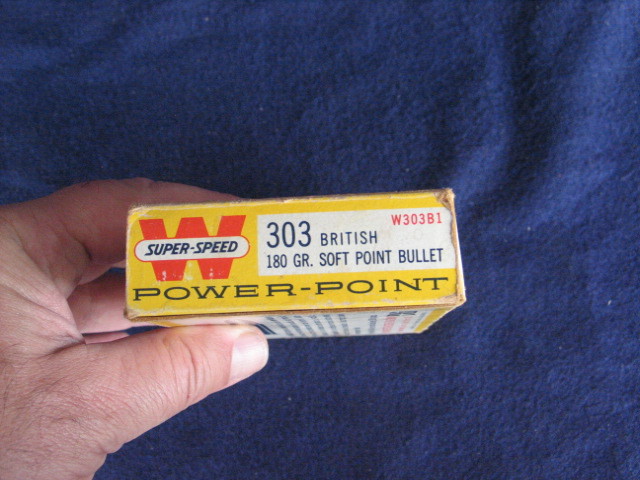 W
SUPER-SPEED
W303B1
303 BRITISH
180 GR. SOFT POINT BULLET
POWER-POINT